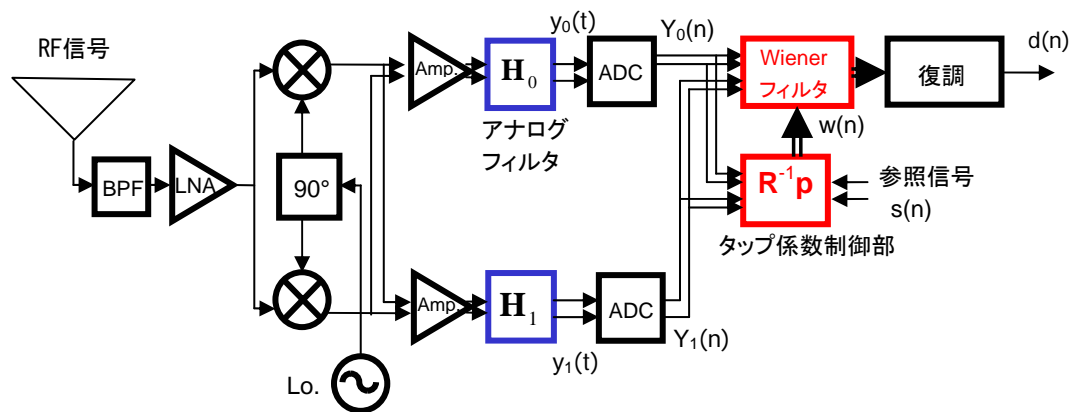 RF信号
BPF
LNA
90°
Lo.
Amp.
H0
アナログ
フィルタ
y0(t)
ADC
Y0(n)
Wiener
フィルタ
復調
d(n)
w(n)
R-1p
参照信号
s(n)
タップ係数制御部
Amp.
H1
y1(t)
ADC
Y1(n)